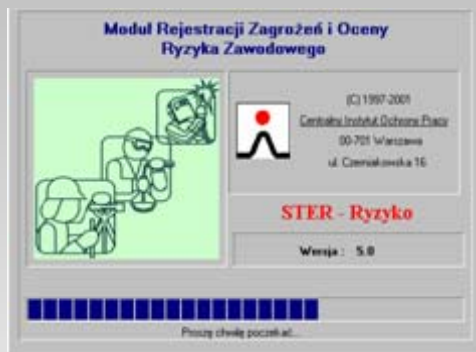 Moduł Rejestracji Zagrożeń i Oceny
Ryzyka Zawodowego
(C) 1997-2001
Centralny Instytut Ochrony Pracy
00-701 Warszawa
ul. Czerniakowska 16
STER - Ryzyko
Wersja : 5.0
Proszę chwilę poczekać...